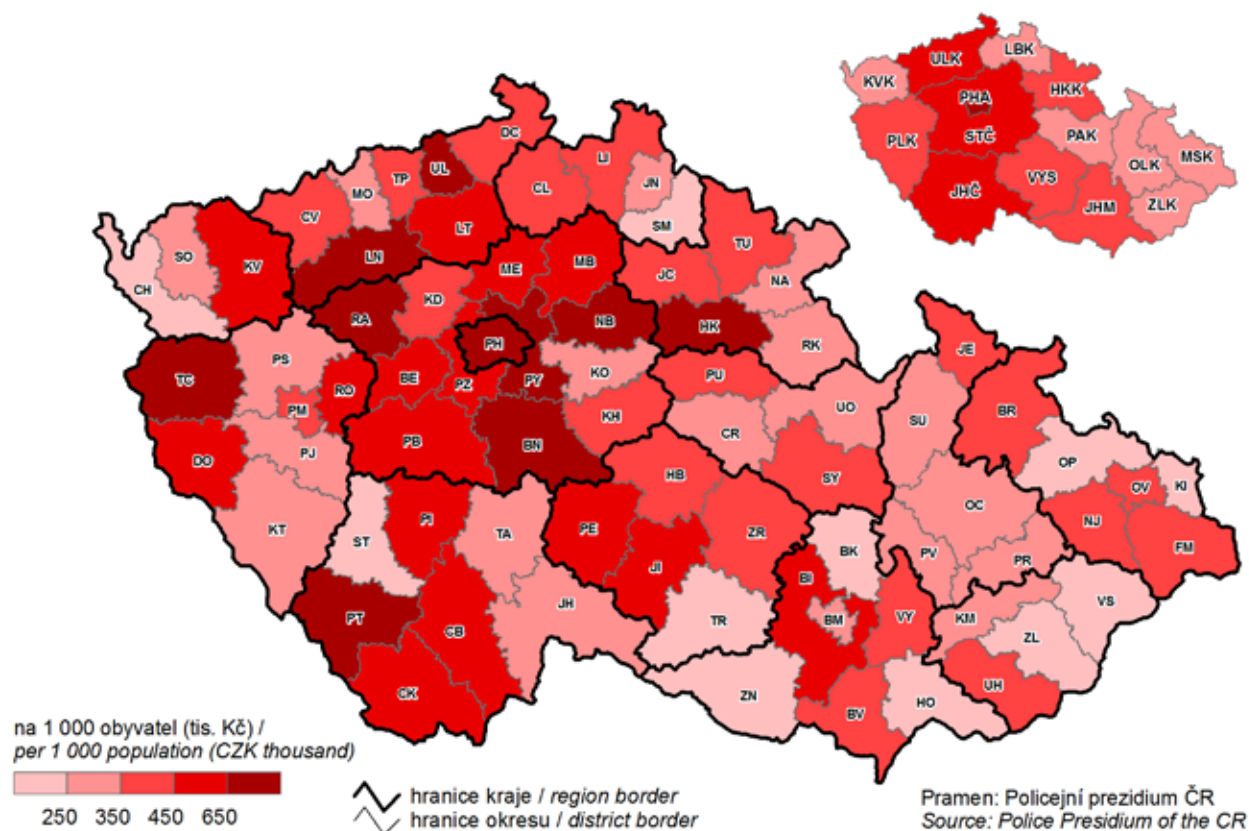 LBK
ULK
KVK
HKK
PHA
PLK
STČ
PAK
OLK
MSK
VYS
JHČ
JHM
ZLK
DC
UL
LI
TP
JN
MO
CL
CV
SM
LT
TU
SO
LN
KV
ME
MB
JC
NA
CH
KD
RA
NB
HK
PH
RK
JE
PS
KO
TC
BE
PZ
PY
PU
RO
UO
BR
PM
KH
SU
PB
CR
BN
PJ
DO
OP
HB
SY
OV
KI
OC
KT
PI
NJ
TA
PE
ZR
ST
FM
BK
PV
PR
JI
BI
VS
JH
PT
TR
BM
VY
KM
CB
ZL
CK
ZN
UH
HO
BV
na 1 000 obyvatel (tis. Kč) /
per 1 000 population (CZK thousand)
250 350 450 650
hranice kraje / region border
hranice okresu / district border
Pramen: Policejní prezidium ČR
Source: Police Presidium of the CR